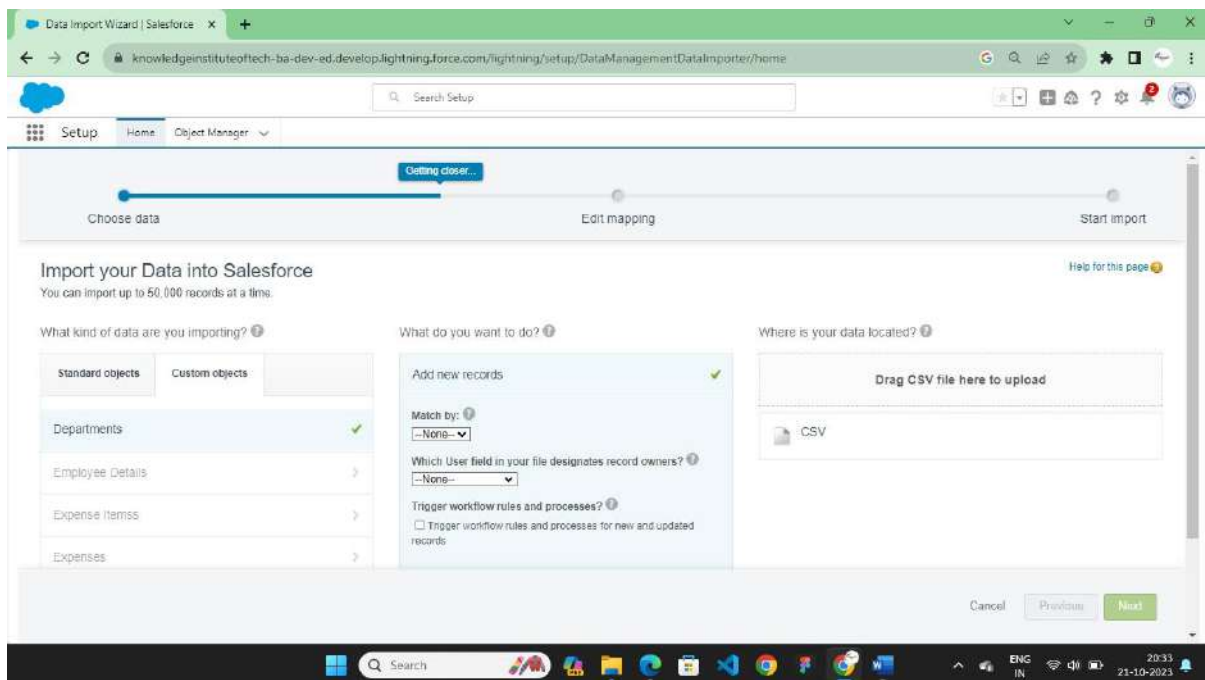 Data Import Wizard | Salesforce
knowledgeinstituteoftech-ba-dev-ed.develop.lightning.force.com/lightning/setup/DataManagementDataImporter/home
Search Setup
2
Setup
Home
Object Manager
Getting closer...
Choose data
Edit mapping
Start import
Import your Data into Salesforce
Help for this page
You can import up to 50,000 records at a time.
What kind of data are you importing?
What do you want to do?
Where is your data located?
Standard objects
Custom objects
Departments
Employee Details
Expense Itemss
Expenses
Add new records
Match by:
--None--
Which User field in your file designates record owners?
--None--
Trigger workflow rules and processes?
Trigger workflow rules and processes for new and updated
records
Drag CSV file here to upload
CSV
Cancel
Previous
Next
Search
ENG
IN
20:33
21-10-2023